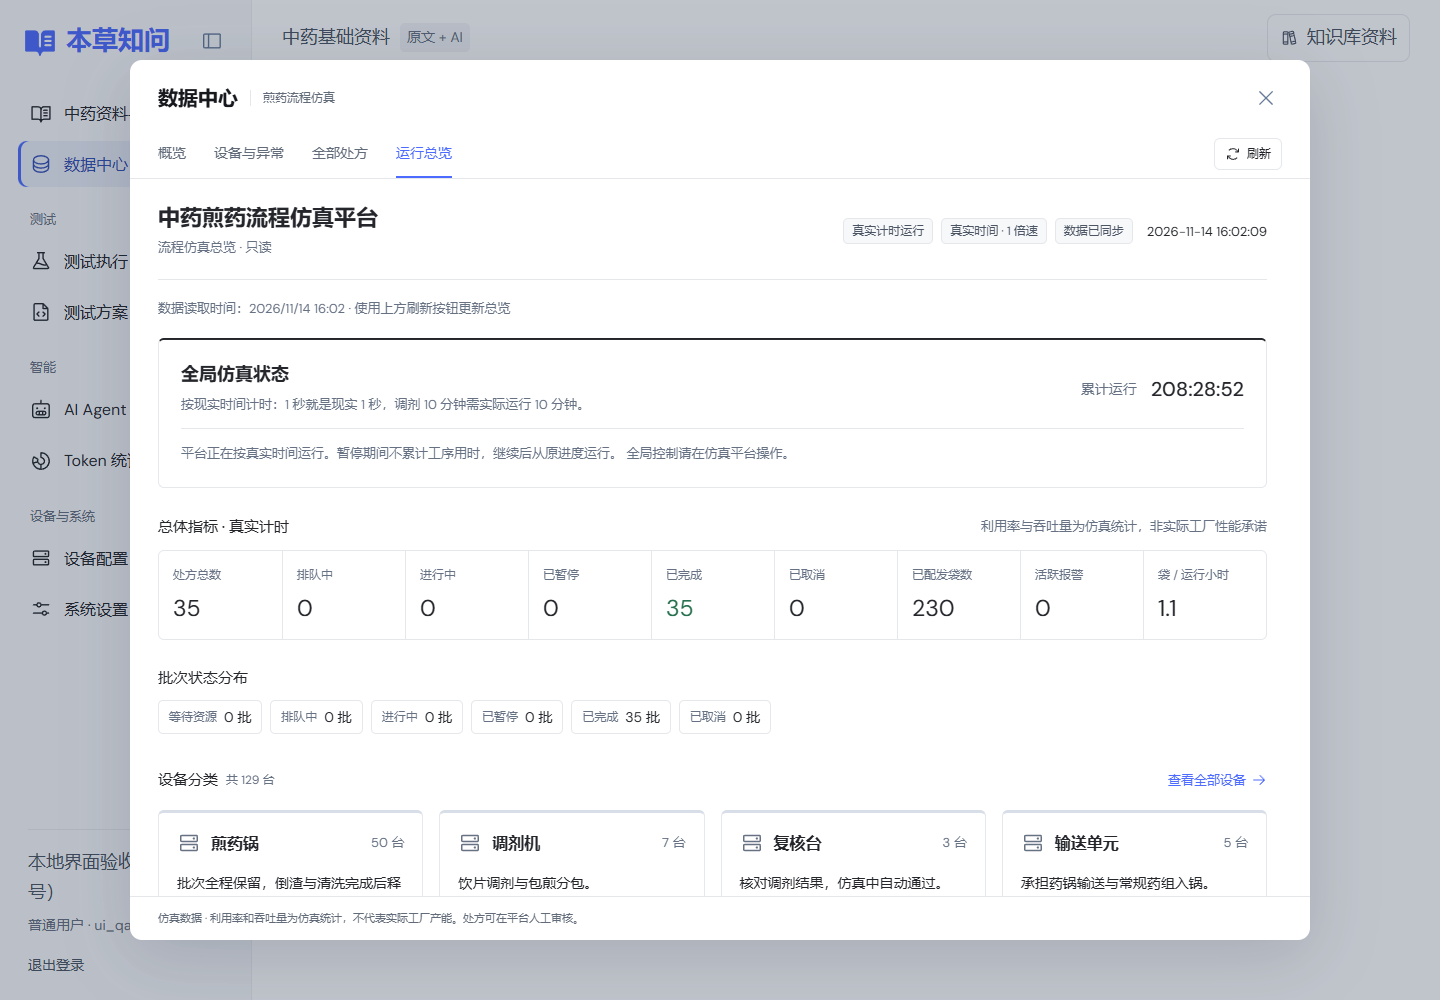 本草知问
中药基础资料
原文 + AI
知识库资料
中药资料
数据中心
测试
测试执行
测试方案
智能
AI Agent
Token 统
设备与系统
设备配置
系统设置
本地界面验收
号)
普通用户 · ui_qa
退出登录
数据中心
煎药流程仿真
概览
设备与异常
全部处方
运行总览
刷新
中药煎药流程仿真平台
流程仿真总览 · 只读
真实计时运行
真实时间 · 1 倍速
数据已同步
2026-11-14 16:02:09
数据读取时间：2026/11/14 16:02 · 使用上方刷新按钮更新总览
全局仿真状态
按现实时间计时：1 秒就是现实 1 秒，调剂 10 分钟需实际运行 10 分钟。
累计运行 208:28:52
平台正在按真实时间运行。暂停期间不累计工序用时，继续后从原进度运行。 全局控制请在仿真平台操作。
总体指标 · 真实计时
利用率与吞吐量为仿真统计，非实际工厂性能承诺
处方总数
35
排队中
0
进行中
0
已暂停
0
已完成
35
已取消
0
已配发袋数
230
活跃报警
0
袋 / 运行小时
1.1
批次状态分布
等待资源 0 批
排队中 0 批
进行中 0 批
已暂停 0 批
已完成 35 批
已取消 0 批
设备分类 共 129 台
查看全部设备
煎药锅 50 台
批次全程保留，倒渣与清洗完成后释
调剂机 7 台
饮片调剂与包煎分包。
复核台 3 台
核对调剂结果，仿真中自动通过。
输送单元 5 台
承担药锅输送与常规药组入锅。
仿真数据 · 利用率和吞吐量为仿真统计，不代表实际工厂产能。处方可在平台人工审核。